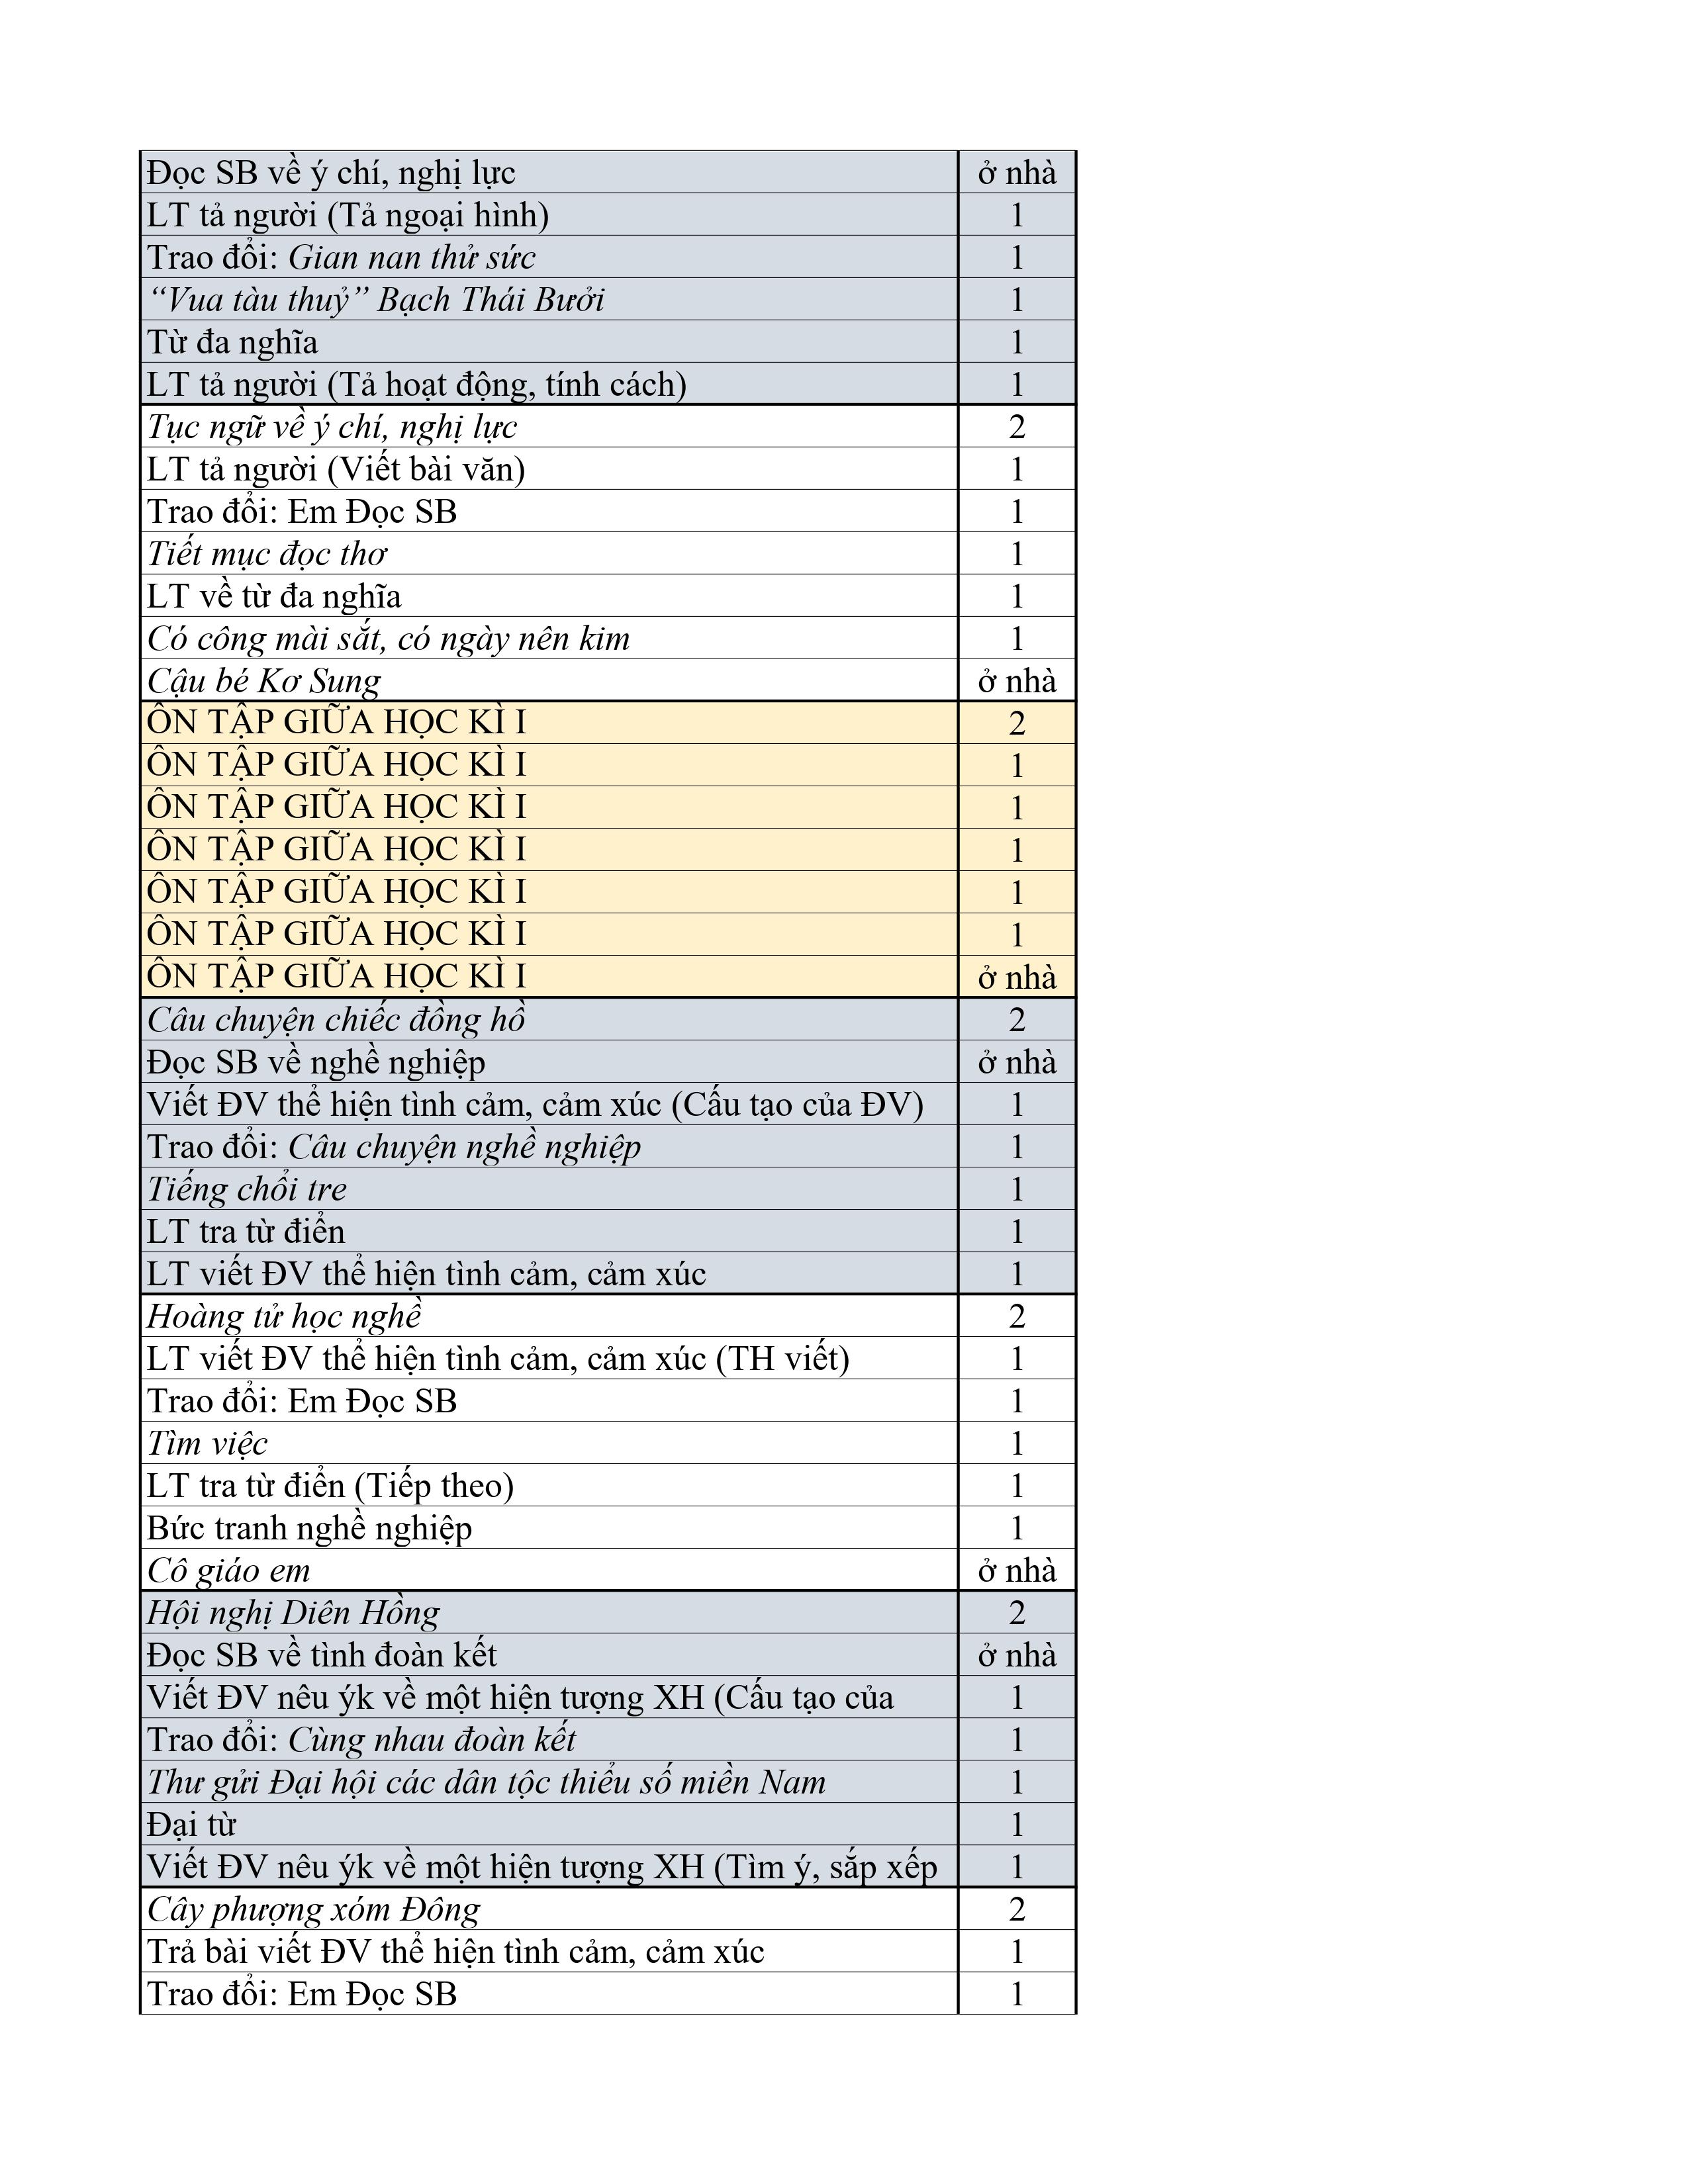 Đọc SB về ý chí, nghị lực ở nhà
LT tả người (Tả ngoại hình) 1
Trao đổi: Gian nan thử sức 1
“Vua tàu thuỷ” Bạch Thái Bưởi 1
Từ đa nghĩa 1
LT tả người (Tả hoạt động, tính cách) 1
Tục ngữ về ý chí, nghị lực 2
LT tả người (Viết bài văn) 1
Trao đổi: Em Đọc SB 1
Tiết mục đọc thơ 1
LT về từ đa nghĩa 1
Có công mài sắt, có ngày nên kim 1
Cậu bé Kơ Sung ở nhà
ÔN TẬP GIỮA HỌC KÌ I 2
ÔN TẬP GIỮA HỌC KÌ I 1
ÔN TẬP GIỮA HỌC KÌ I 1
ÔN TẬP GIỮA HỌC KÌ I 1
ÔN TẬP GIỮA HỌC KÌ I 1
ÔN TẬP GIỮA HỌC KÌ I 1
ÔN TẬP GIỮA HỌC KÌ I ở nhà
Câu chuyện chiếc đồng hồ 2
Đọc SB về nghề nghiệp ở nhà
Viết ĐV thể hiện tình cảm, cảm xúc (Cấu tạo của ĐV) 1
Trao đổi: Câu chuyện nghề nghiệp 1
Tiếng chổi tre 1
LT tra từ điển 1
LT viết ĐV thể hiện tình cảm, cảm xúc 1
Hoàng tử học nghề 2
LT viết ĐV thể hiện tình cảm, cảm xúc (TH viết) 1
Trao đổi: Em Đọc SB 1
Tìm việc 1
LT tra từ điển (Tiếp theo) 1
Bức tranh nghề nghiệp 1
Cô giáo em ở nhà
Hội nghị Diên Hồng 2
Đọc SB về tình đoàn kết ở nhà
Viết ĐV nêu ýk về một hiện tượng XH (Cấu tạo của 1
Trao đổi: Cùng nhau đoàn kết 1
Thư gửi Đại hội các dân tộc thiểu số miền Nam 1
Đại từ 1
Viết ĐV nêu ýk về một hiện tượng XH (Tìm ý, sắp xếp 1
Cây phượng xóm Đông 2
Trả bài viết ĐV thể hiện tình cảm, cảm xúc 1
Trao đổi: Em Đọc SB 1